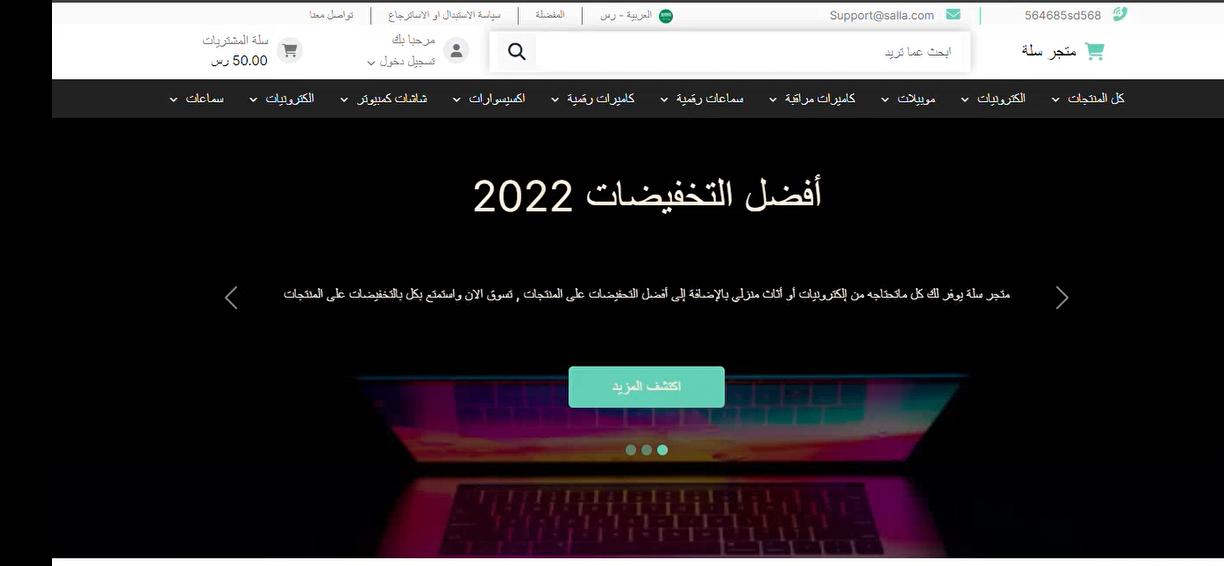 564685sd568
Support@salla.com
العربية - رس
المفضلة
سياسة الاستبدال او الاسترجاع
تواصل معنا
متجر سلة
ابحث عما تريد
مرحبا بك
تسجيل دخول
سلة المشتريات
50.00 رس
كل المنتجات
الكترونيات
موبيلات
كاميرات مراقبة
سماعات رقمية
كاميرات رقمية
اكسيسوارات
شاشات كمبيوتر
الكترونيات
سماعات
أفضل التخفيضات 2022
متجر سلة يوفر لك كل ماتحتاجه من إلكترونيات أو أثاث منزلي بالإضافة إلى أفضل التخفيضات على المنتجات , تسوق الان واستمتع بكل بالتخفيضات على المنتجات
اكتشف المزيد